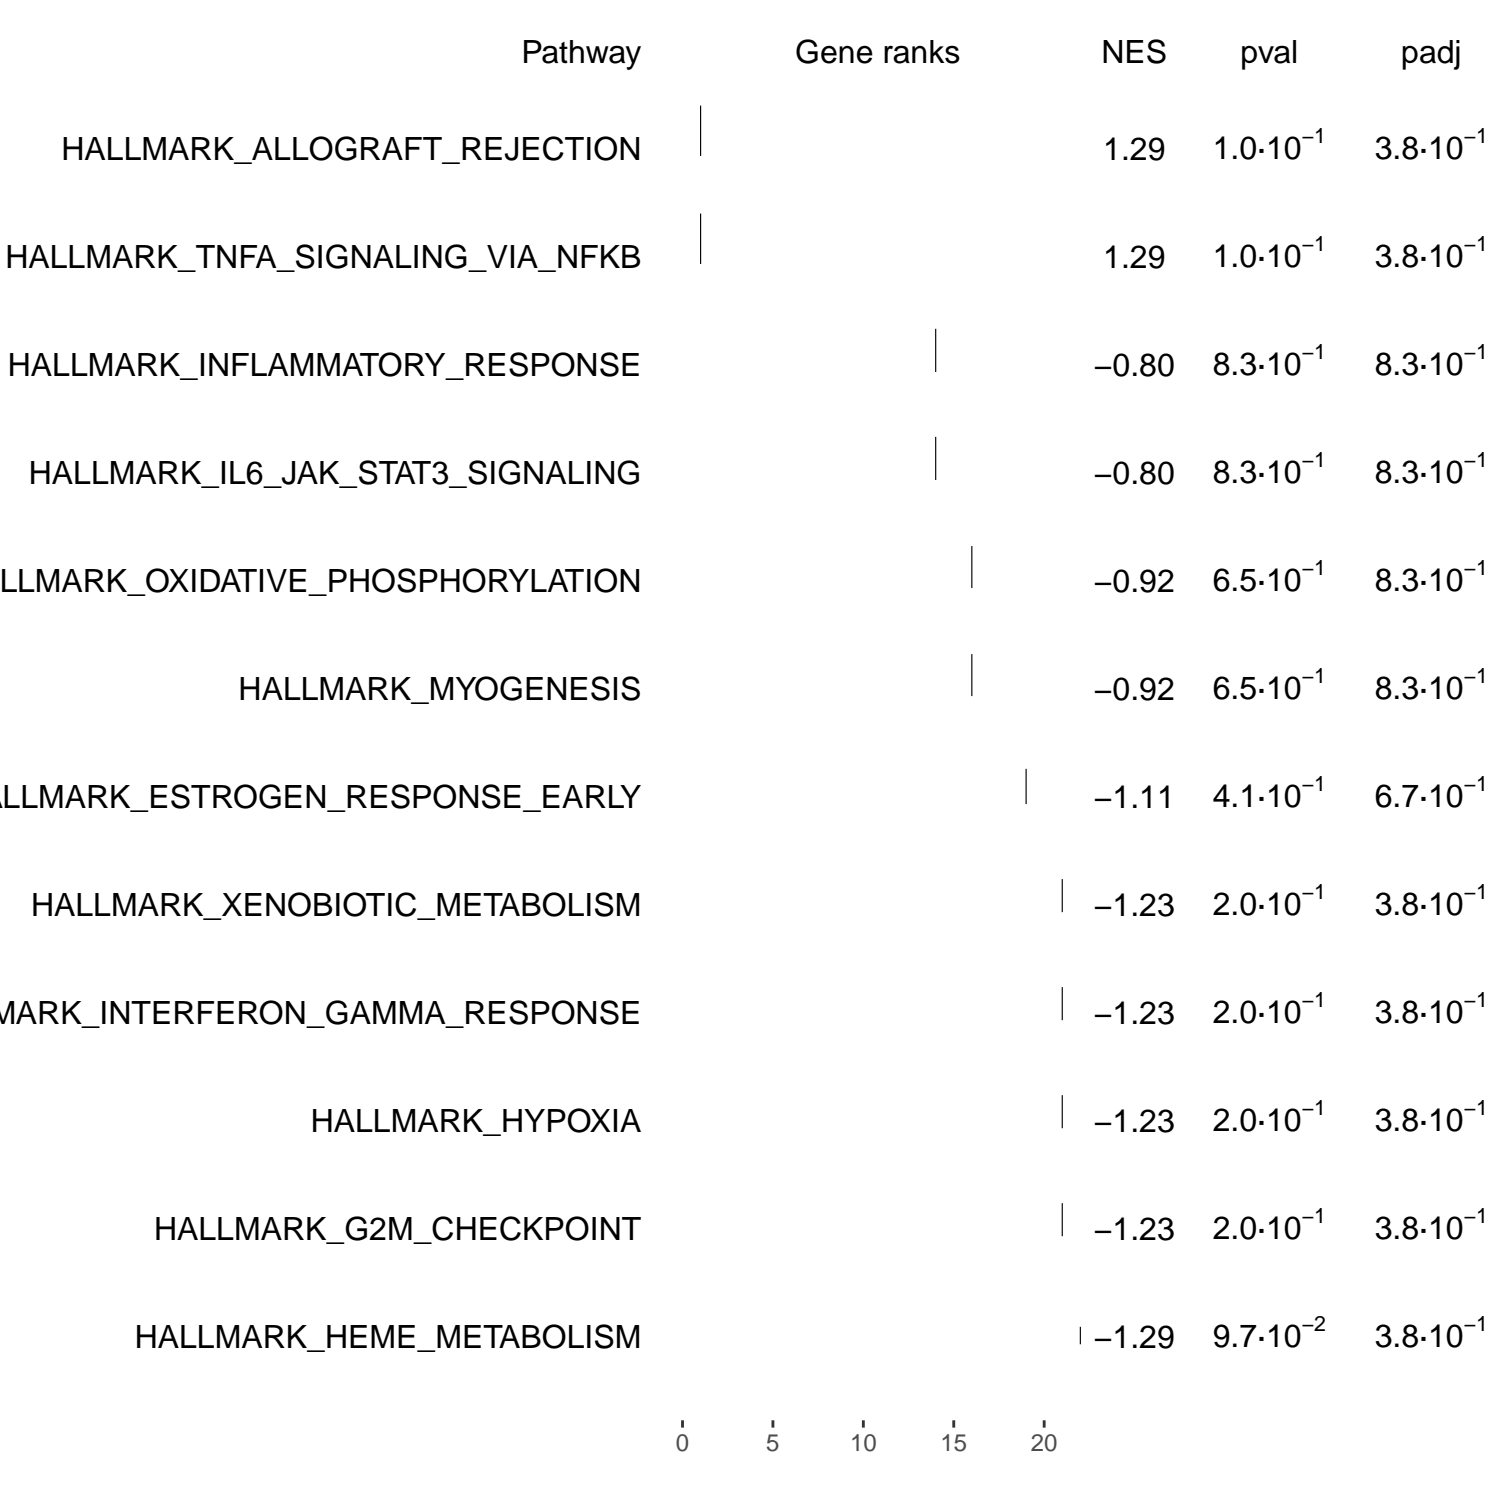 Pathway Gene ranks NES pval padj
HALLMARK_ALLOGRAFT_REJECTION 1.29 1.0·10⁻¹ 3.8·10⁻¹
HALLMARK_TNFA_SIGNALING_VIA_NFKB 1.29 1.0·10⁻¹ 3.8·10⁻¹
HALLMARK_INFLAMMATORY_RESPONSE −0.80 8.3·10⁻¹ 8.3·10⁻¹
HALLMARK_IL6_JAK_STAT3_SIGNALING −0.80 8.3·10⁻¹ 8.3·10⁻¹
LLMARK_OXIDATIVE_PHOSPHORYLATION −0.92 6.5·10⁻¹ 8.3·10⁻¹
HALLMARK_MYOGENESIS −0.92 6.5·10⁻¹ 8.3·10⁻¹
ALLMARK_ESTROGEN_RESPONSE_EARLY −1.11 4.1·10⁻¹ 6.7·10⁻¹
HALLMARK_XENOBIOTIC_METABOLISM −1.23 2.0·10⁻¹ 3.8·10⁻¹
MARK_INTERFERON_GAMMA_RESPONSE −1.23 2.0·10⁻¹ 3.8·10⁻¹
HALLMARK_HYPOXIA −1.23 2.0·10⁻¹ 3.8·10⁻¹
HALLMARK_G2M_CHECKPOINT −1.23 2.0·10⁻¹ 3.8·10⁻¹
HALLMARK_HEME_METABOLISM −1.29 9.7·10⁻² 3.8·10⁻¹
0 5 10 15 20